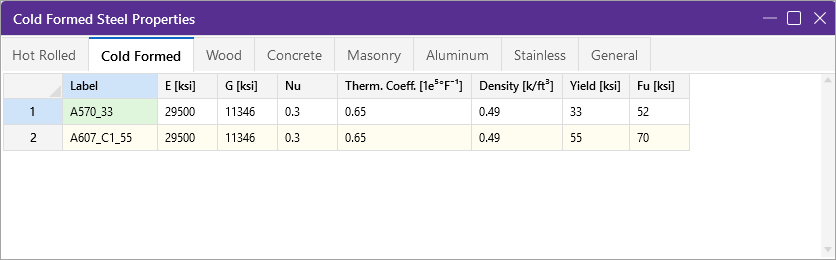 Cold Formed Steel Properties
Hot Rolled Cold Formed Wood Concrete Masonry Aluminum Stainless General
Label E [ksi] G [ksi] Nu Therm. Coeff. [1e⁵°F⁻¹] Density [k/ft³] Yield [ksi] Fu [ksi]
1 A570_33 29500 11346 0.3 0.65 0.49 33 52
2 A607_C1_55 29500 11346 0.3 0.65 0.49 55 70